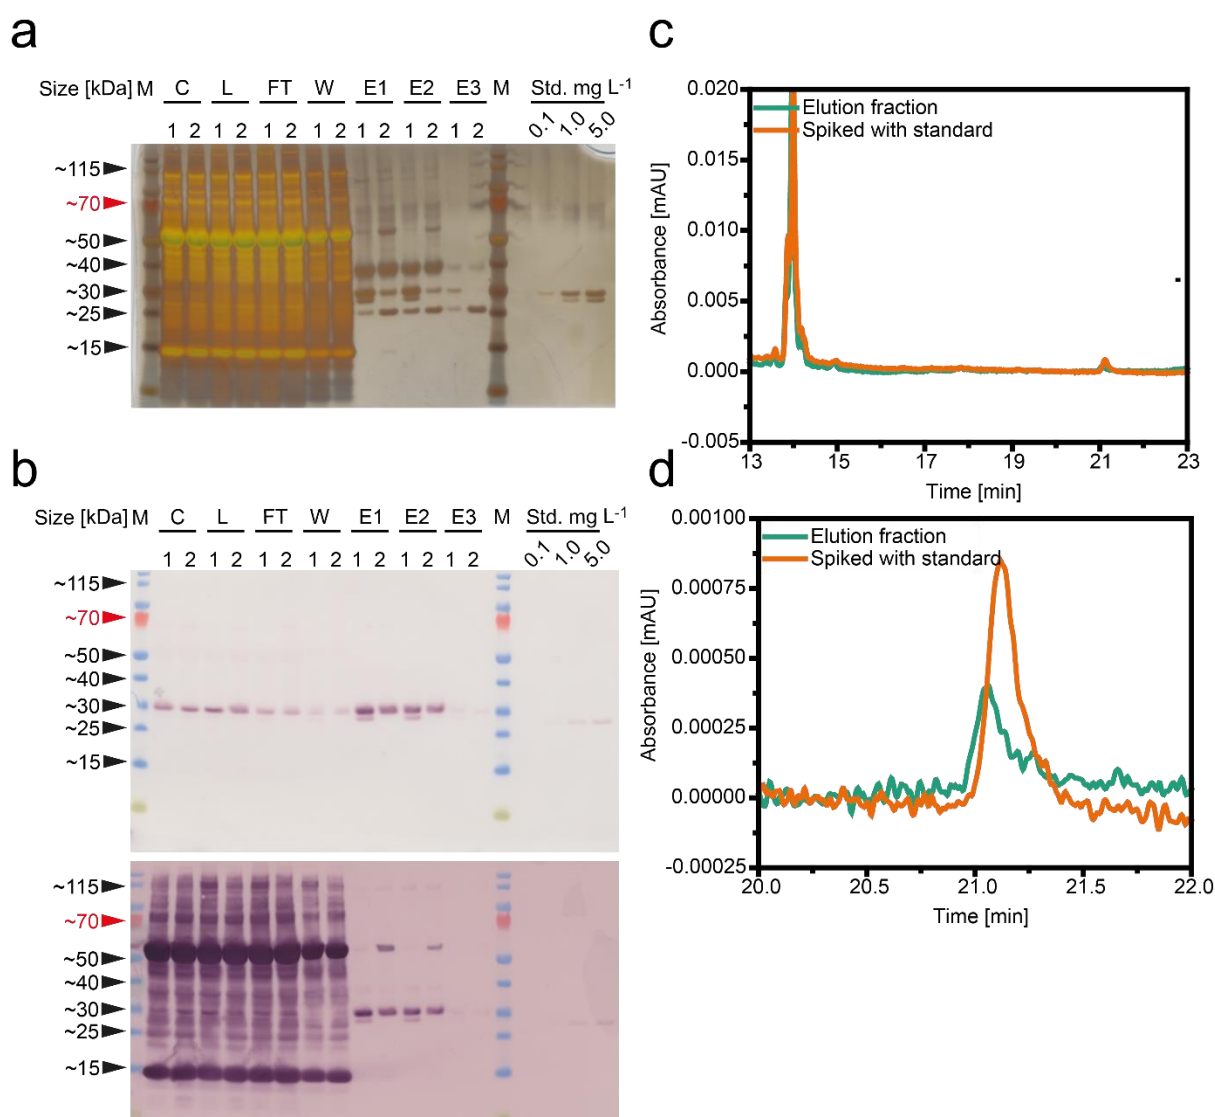 a
Size [kDa] M C L FT W E1 E2 E3 M Std. mg L-1
1 2 1 2 1 2 1 2 1 2 1 2 1 2 0.1 1.0 5.0
~115
~70
~50
~40
~30
~25
~15
b
Size [kDa] M C L FT W E1 E2 E3 M Std. mg L-1
1 2 1 2 1 2 1 2 1 2 1 2 1 2 0.1 1.0 5.0
~115
~70
~50
~40
~30
~25
~15
~115
~70
~50
~40
~30
~25
~15
c
Absorbance [mAU]
0.020
0.015
0.010
0.005
0.000
-0.005
Elution fraction
Spiked with standard
13 15 17 19 21 23
Time [min]
d
Absorbance [mAU]
0.00100
0.00075
0.00050
0.00025
0.00000
-0.00025
Elution fraction
Spiked with standard
20.0 20.5 21.0 21.5 22.0
Time [min]